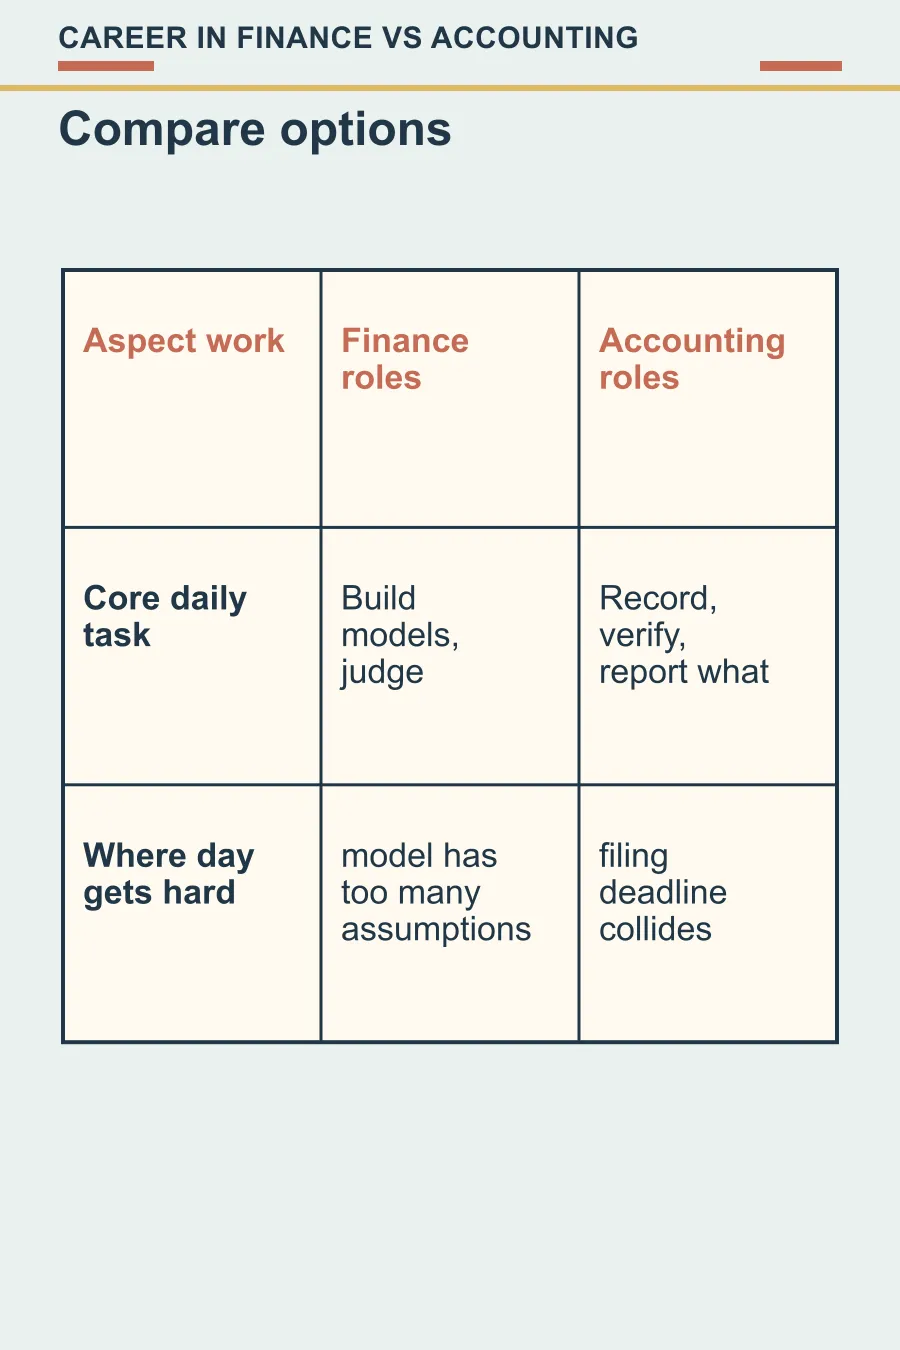 CAREER IN FINANCE VS ACCOUNTING
Compare options
Aspect work
Finance
roles
Accounting
roles
Core daily
task
Build
models,
judge
Record,
verify,
report what
Where day
gets hard
model has
too many
assumptions
filing
deadline
collides